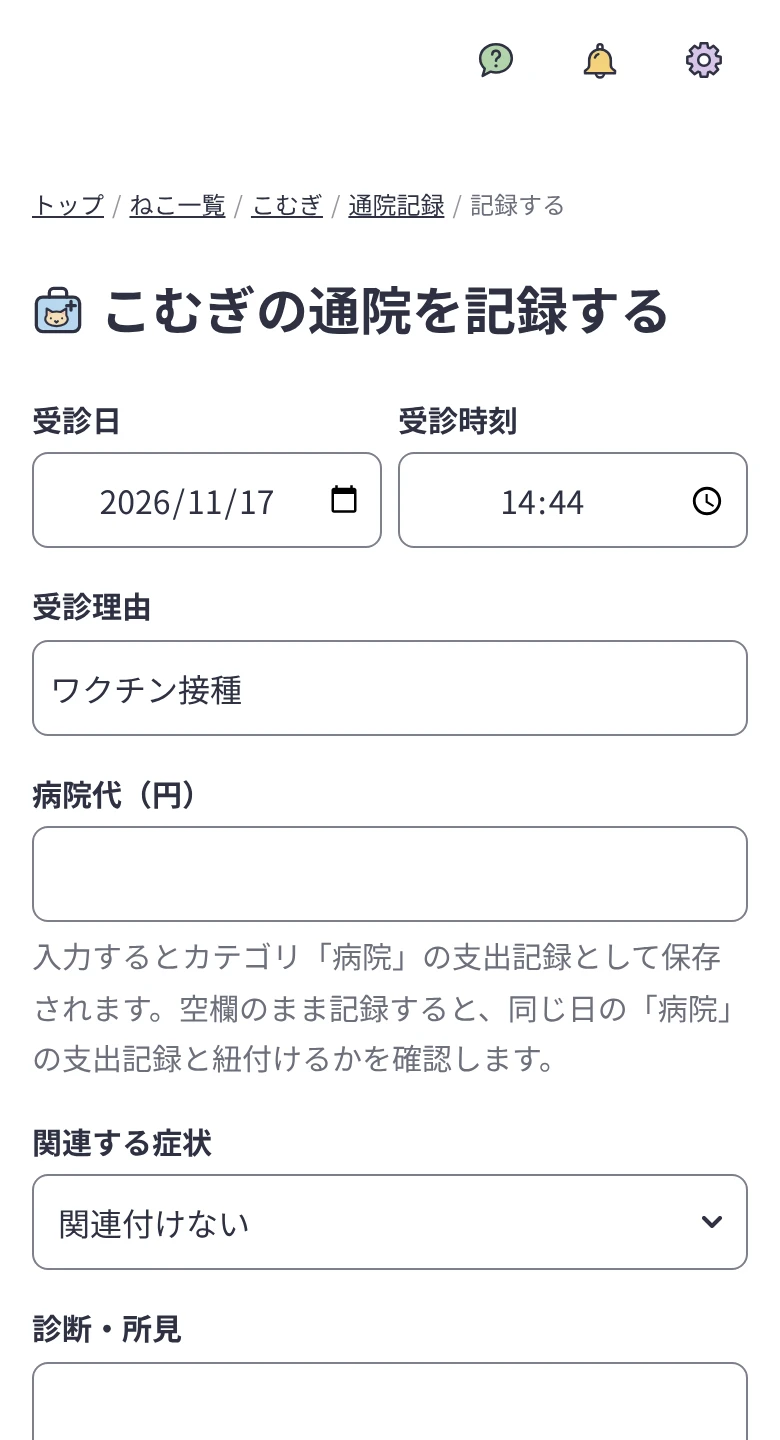 トップ / ねこ一覧 / こむぎ / 通院記録 / 記録する
こむぎの通院を記録する
受診日 受診時刻
2026/11/17 14:44
受診理由
ワクチン接種
病院代（円）
入力するとカテゴリ「病院」の支出記録として保存
されます。空欄のまま記録すると、同じ日の「病院」
の支出記録と紐付けるかを確認します。
関連する症状
関連付けない
診断・所見